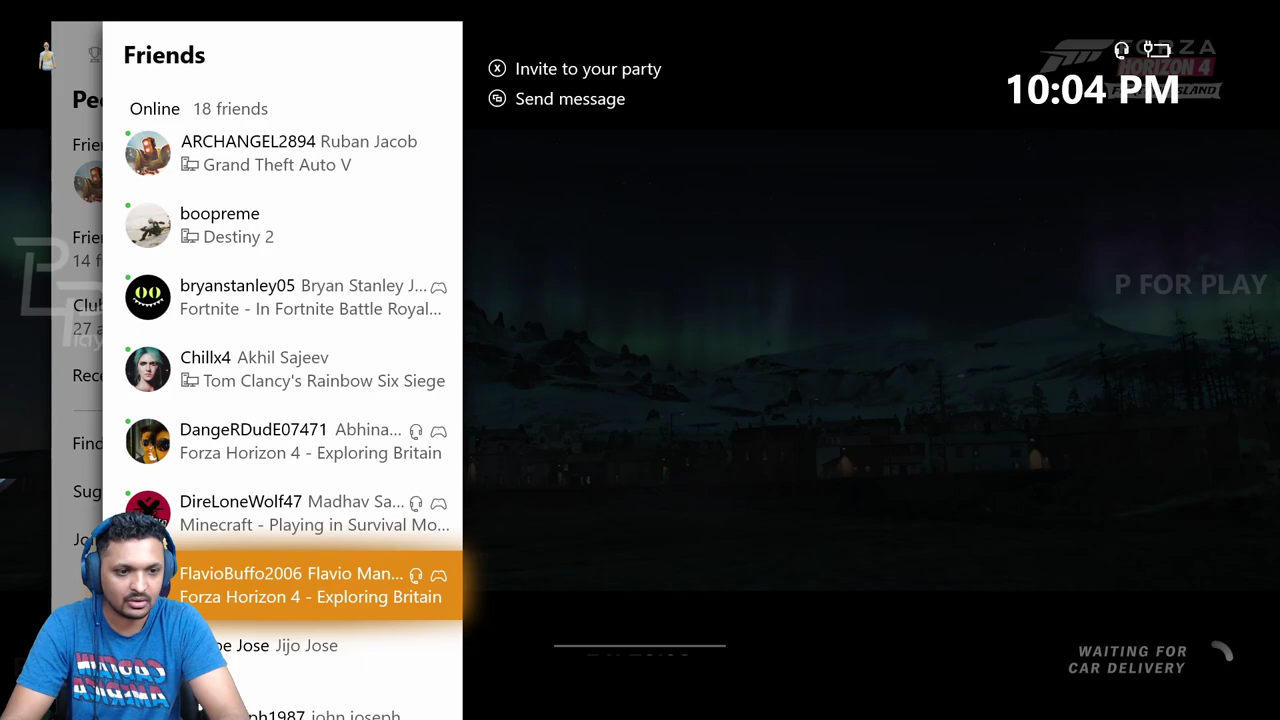 Friends
Online 18 friends
ARCHANGEL2894 Ruban Jacob
Grand Theft Auto V
boopreme
Destiny 2
bryanstanley05 Bryan Stanley J...
Fortnite - In Fortnite Battle Royal...
Chillx4 Akhil Sajeev
Tom Clancy's Rainbow Six Siege
DangeRDudE07471 Abhina...
Forza Horizon 4 - Exploring Britain
DireLoneWolf47 Madhav Sa...
Minecraft - Playing in Survival Mo...
FlavioBuffo2006 Flavio Man...
Forza Horizon 4 - Exploring Britain
Jose Jijo Jose
john joseph
Invite to your party
Send message
FORZA
HORIZON 4
ISLAND
10:04 PM
P FOR PLAY
WAITING FOR
CAR DELIVERY